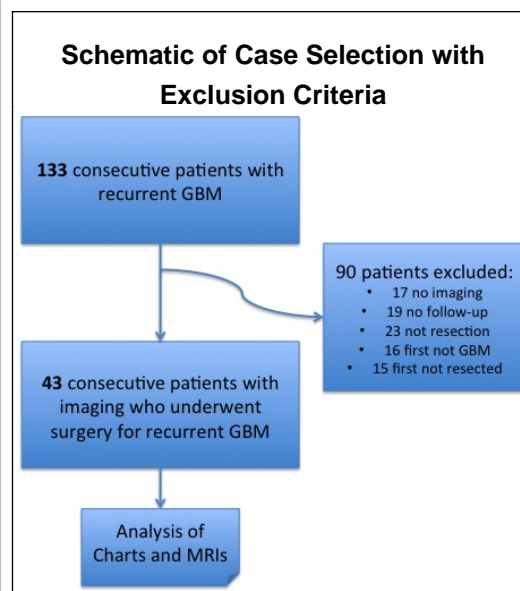 Schematic of Case Selection with
Exclusion Criteria
133 consecutive patients with
recurrent GBM
90 patients excluded:
• 17 no imaging
• 19 no follow-up
• 23 not resection
• 16 first not GBM
• 15 first not resected
43 consecutive patients with
imaging who underwent
surgery for recurrent GBM
Analysis of
Charts and MRIs